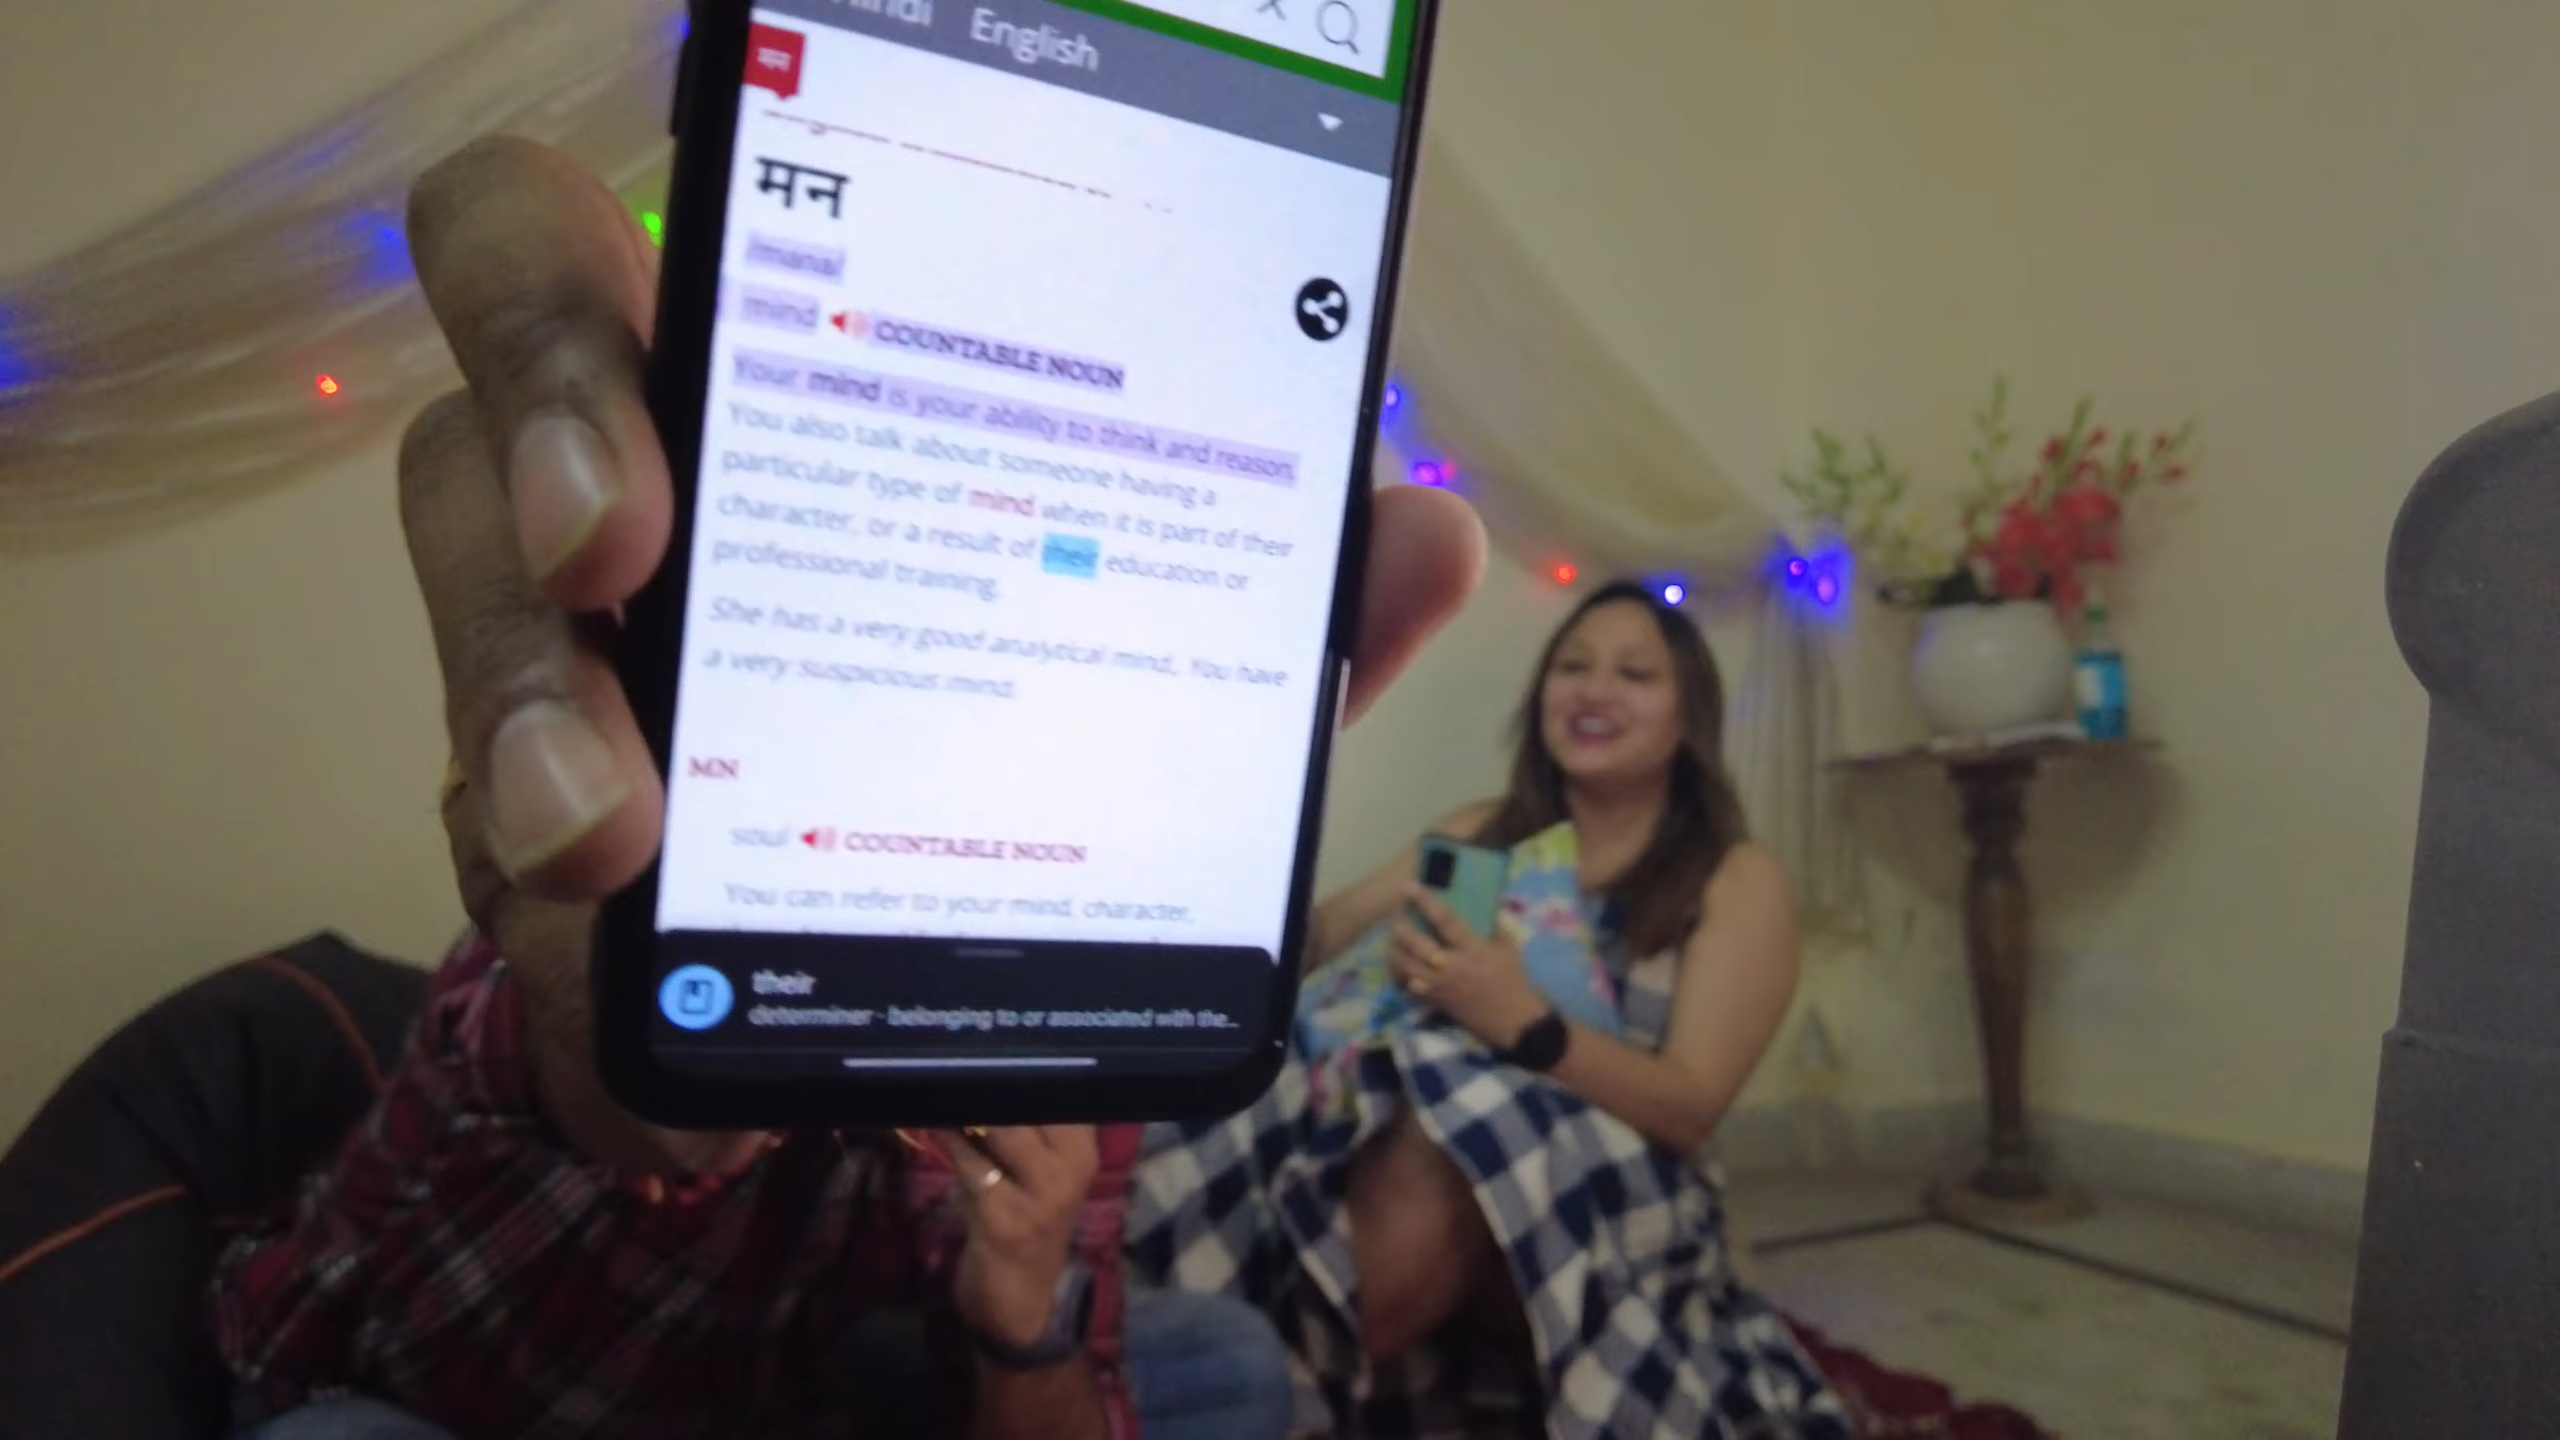 Hindi English
मन
मन
/mana/
mind COUNTABLE NOUN
Your mind is your ability to think and reason.
You also talk about someone having a
particular type of mind when it is part of their
character, or a result of their education or
professional training.
She has a very good analytical mind.. You have
a very suspicious mind.
MN
soul COUNTABLE NOUN
You can refer to your mind, character,
their
determiner · belonging to or associated with the...